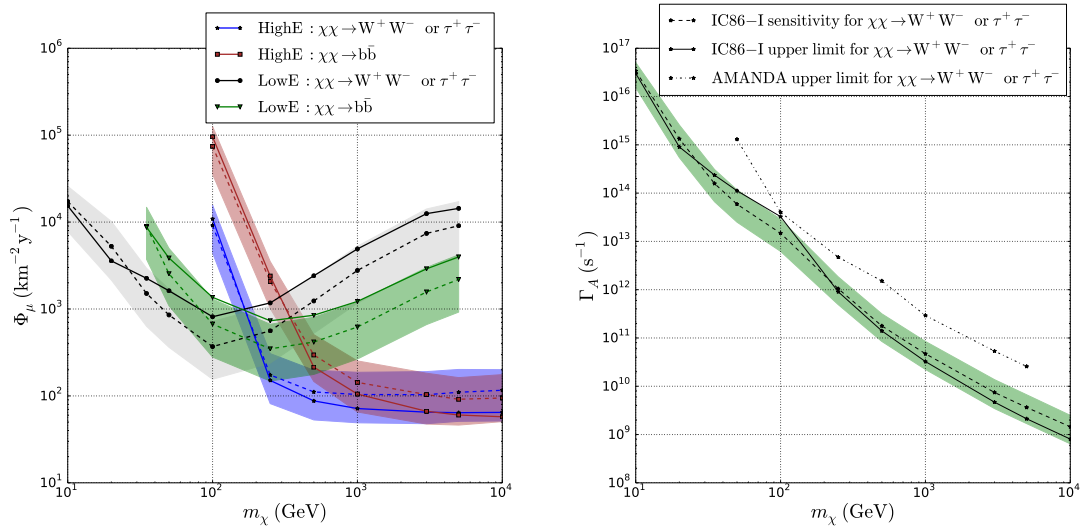 HighE : χχ→W⁺ W⁻ or τ⁺ τ⁻
HighE : χχ→bb̄
LowE : χχ→W⁺ W⁻ or τ⁺ τ⁻
LowE : χχ→bb̄
10⁶
10⁵
10⁴
10³
10²
10¹
Φ_μ (km⁻² y⁻¹)
10¹ 10² 10³ 10⁴
m_χ (GeV)
IC86−I sensitivity for χχ→W⁺ W⁻ or τ⁺ τ⁻
IC86−I upper limit for χχ→W⁺ W⁻ or τ⁺ τ⁻
AMANDA upper limit for χχ→W⁺ W⁻ or τ⁺ τ⁻
10¹⁷
10¹⁶
10¹⁵
10¹⁴
10¹³
10¹²
10¹¹
10¹⁰
10⁹
10⁸
Γ_A (s⁻¹)
10¹ 10² 10³ 10⁴
m_χ (GeV)